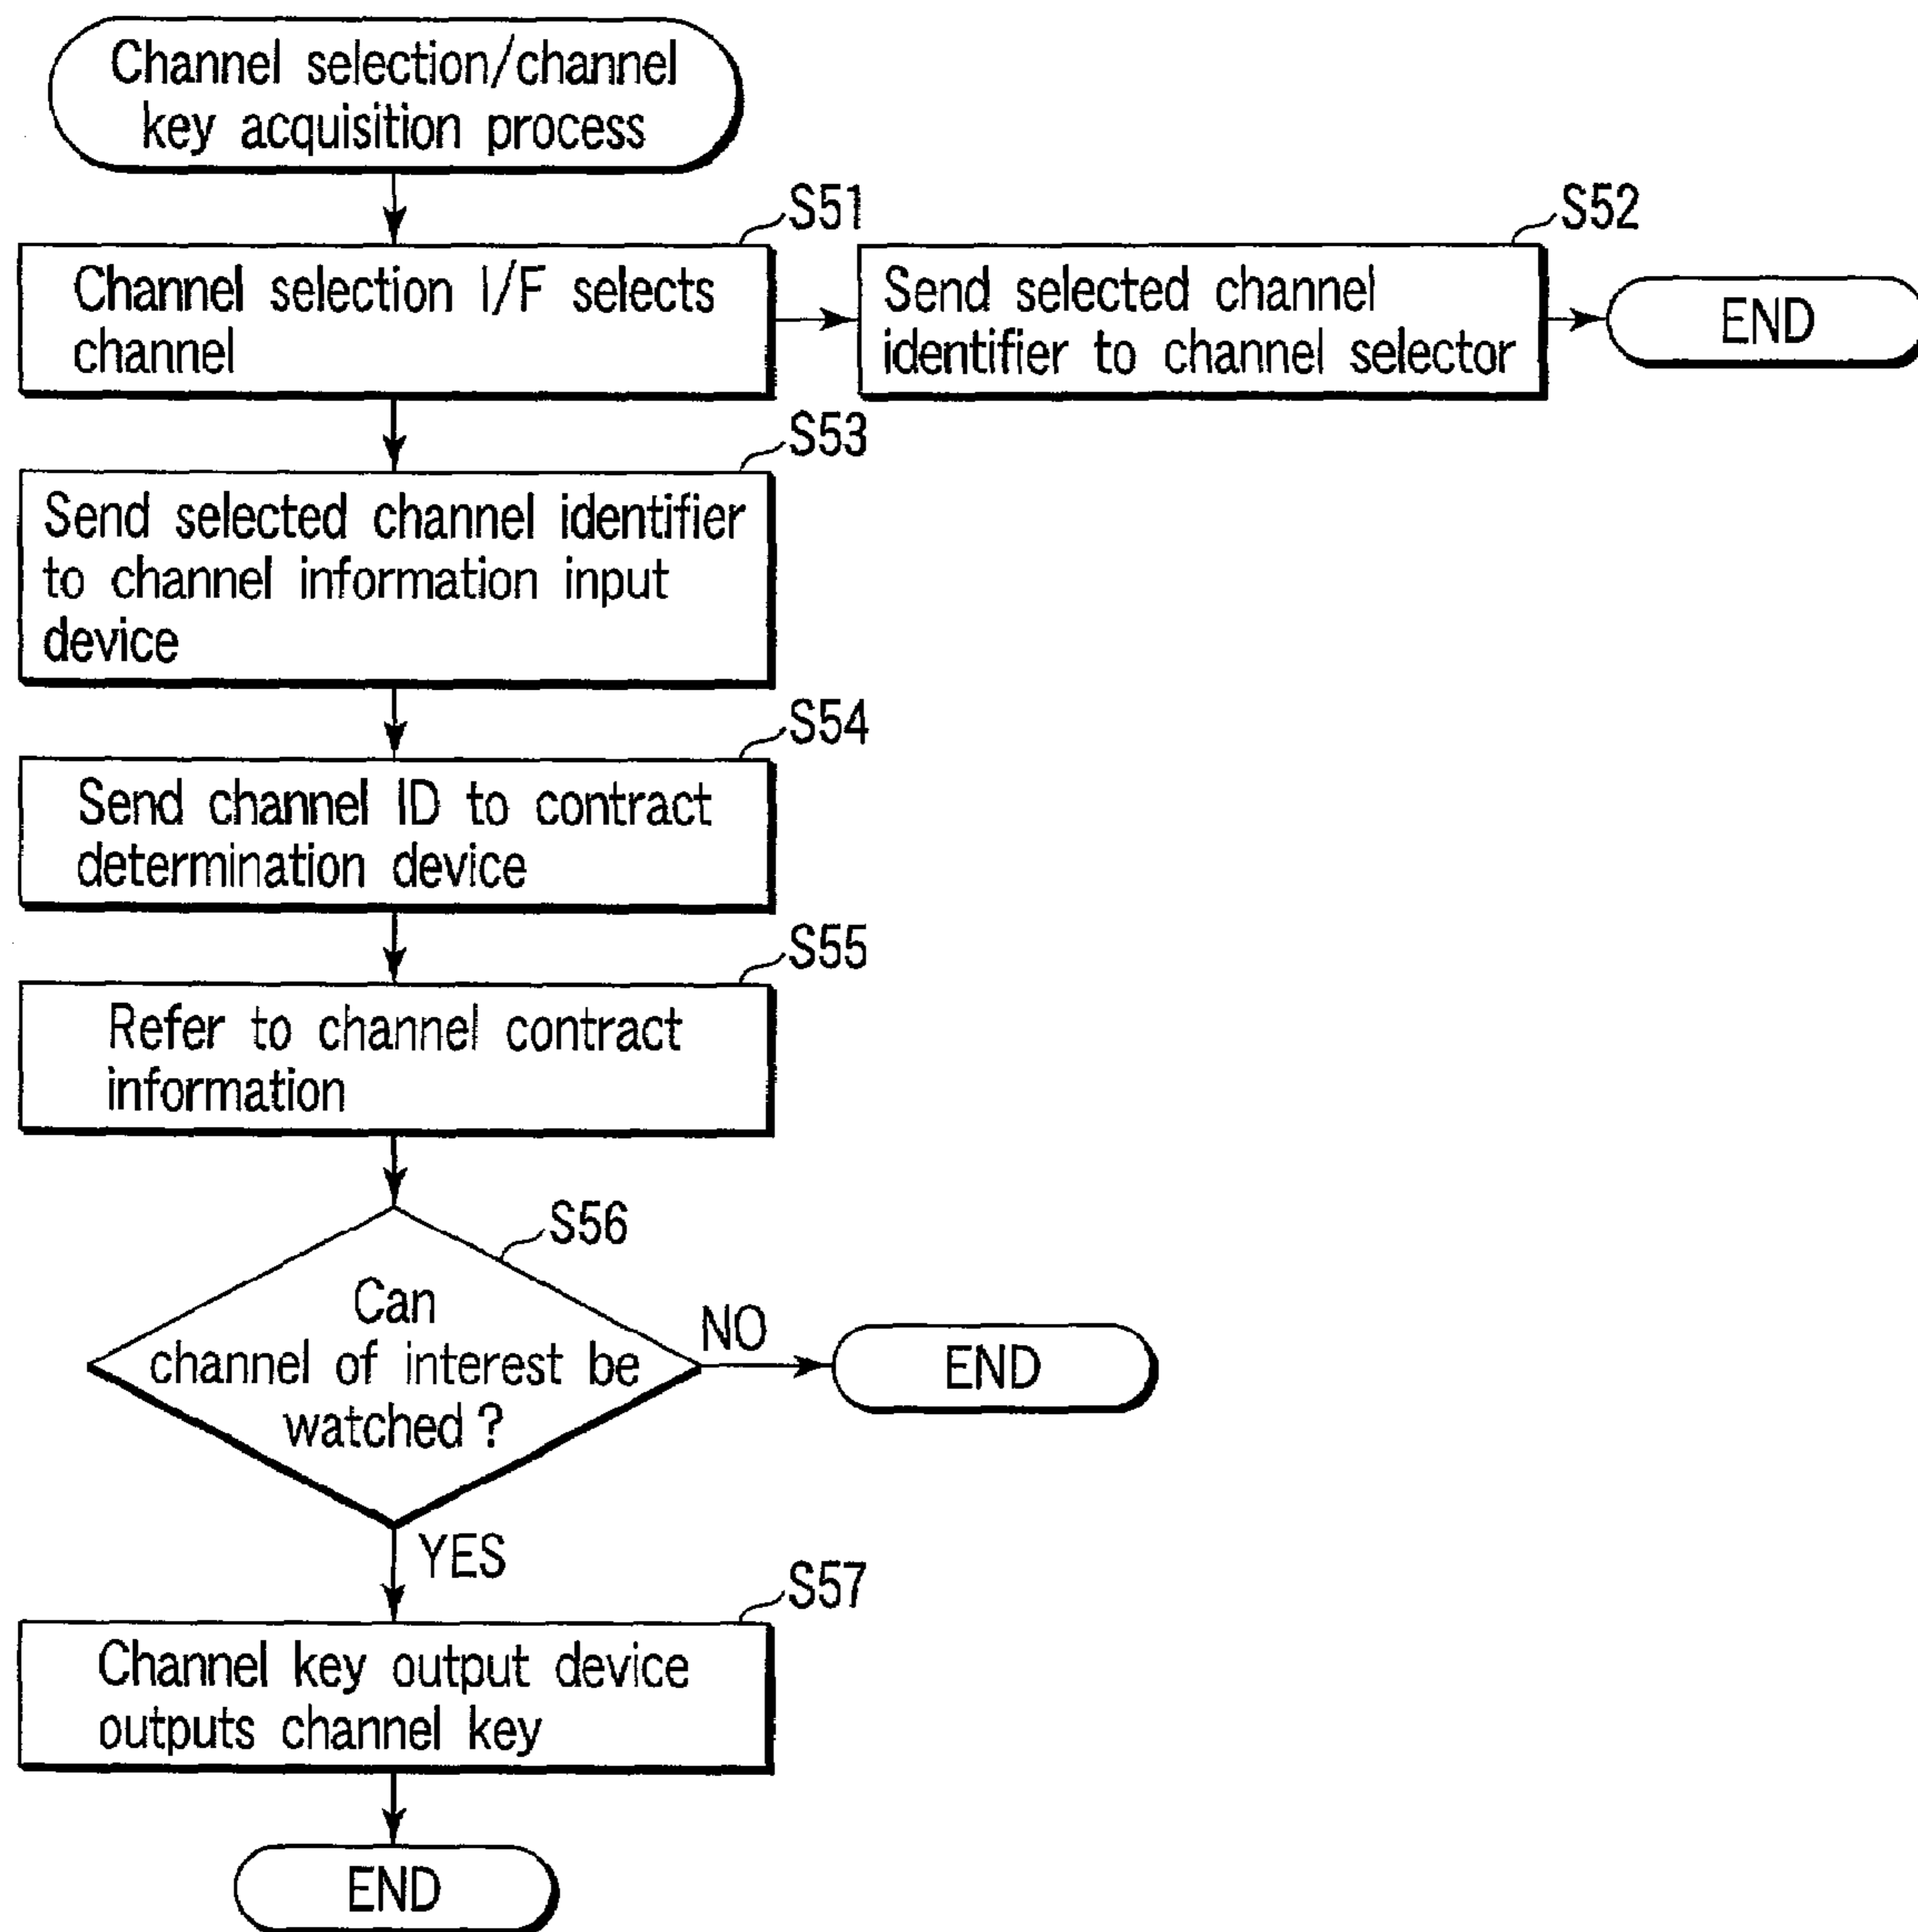 Channel selection/channel
key acquisition process
S51
Channel selection I/F selects
channel
S52
Send selected channel
identifier to channel selector
END
S53
Send selected channel identifier
to channel information input
device
S54
Send channel ID to contract
determination device
S55
Refer to channel contract
information
S56
Can
channel of interest be
watched ?
NO
END
YES
S57
Channel key output device
outputs channel key
END